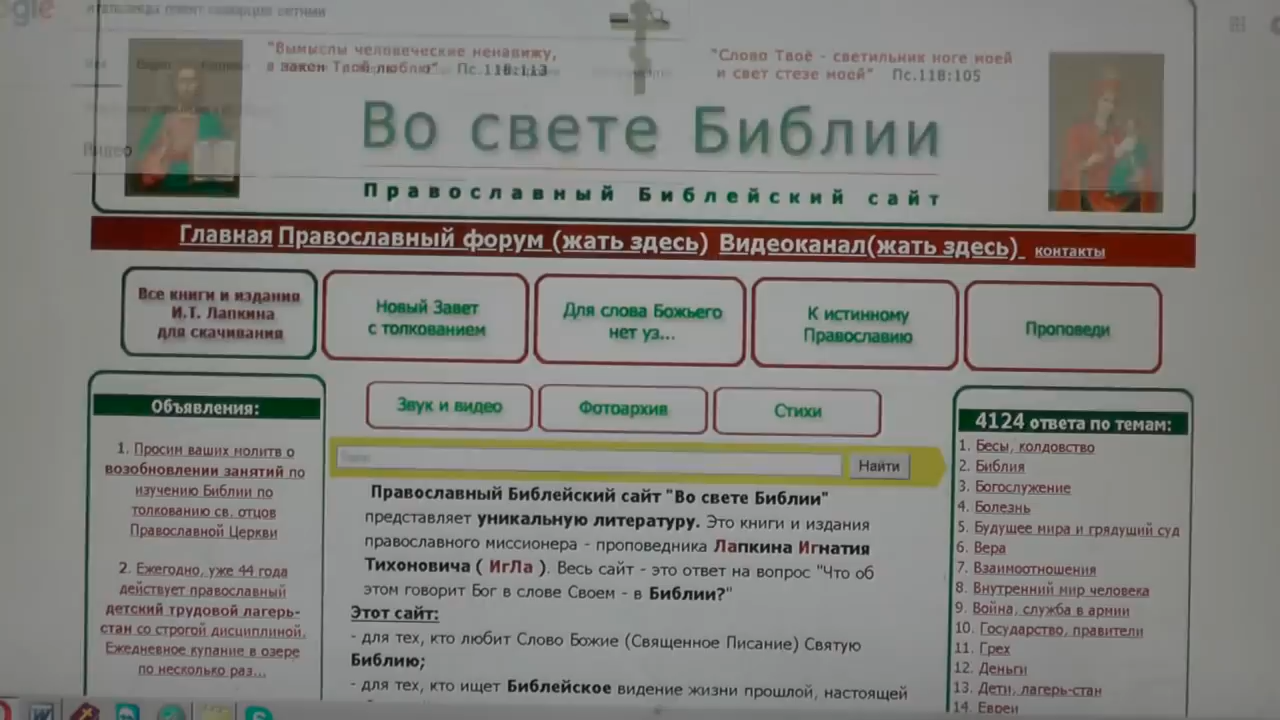 "Вымыслы человеческие ненавижу,
а закон Твой люблю" Пс.118:113
"Слово Твоё - светильник ноге моей
и свет стезе моей" Пс.118:105
Во свете Библии
Видео
Православный Библейский сайт
Главная Православный форум (жать здесь) Видеоканал(жать здесь) контакты
Все книги и издания
И.Т. Лапкина
для скачивания
Новый Завет
с толкованием
Для слова Божьего
нет уз...
К истинному
Православию
Проповеди
Звук и видео
Фотоархив
Стихи
Объявления:
1. Просим ваших молитв о
возобновлении занятий по
изучению Библии по
толкованию св. отцов
Православной Церкви
2. Ежегодно, уже 44 года
действует православный
детский трудовой лагерь-
стан со строгой дисциплиной.
Ежедневное купание в озере
по несколько раз...
Найти
Православный Библейский сайт "Во свете Библии"
представляет уникальную литературу. Это книги и издания
православного миссионера - проповедника Лапкина Игнатия
Тихоновича ( ИгЛа ). Весь сайт - это ответ на вопрос "Что об
этом говорит Бог в слове Своем - в Библии?"
Этот сайт:
- для тех, кто любит Слово Божие (Священное Писание) Святую
Библию;
- для тех, кто ищет Библейское видение жизни прошлой, настоящей
4124 ответа по темам:
1. Бесы, колдовство
2. Библия
3. Богослужение
4. Болезнь
5. Будущее мира и грядущий суд
6. Вера
7. Взаимоотношения
8. Внутренний мир человека
9. Война, служба в армии
10. Государство, правители
11. Грех
12. Деньги
13. Дети, лагерь-стан
14. Евреи